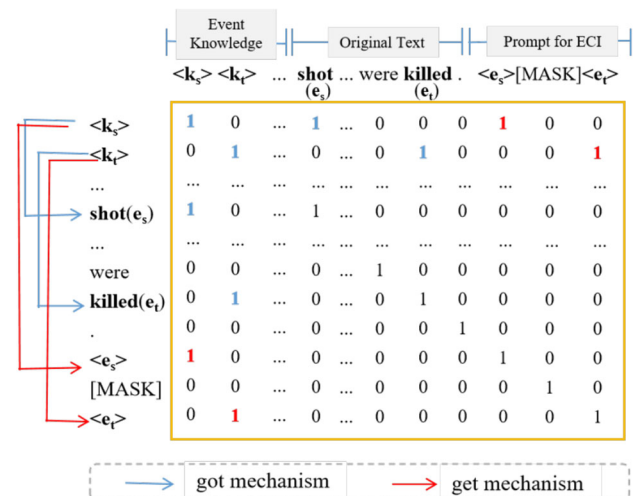 Event Knowledge Original Text Prompt for ECI
<kₛ> <kₜ> ... shot ... were killed . <eₛ>[MASK]<eₜ>
(eₛ) (eₜ)
<kₛ> 1 0 ... 1 ... 0 0 0 1 0 0
<kₜ> 0 1 ... 0 ... 0 1 0 0 0 1
... ... ... ... ... ... ... ... ... ... ... ...
shot(eₛ) 1 0 ... 1 ... 0 0 0 0 0 0
... ... ... ... ... ... ... ... ... ... ... ...
were 0 0 ... 0 ... 1 0 0 0 0 0
killed(eₜ) 0 1 ... 0 ... 0 1 0 0 0 0
. 0 0 ... 0 ... 0 0 1 0 0 0
<eₛ> 1 0 ... 0 ... 0 0 0 1 0 0
[MASK] 0 0 ... 0 ... 0 0 0 0 1 0
<eₜ> 0 1 ... 0 ... 0 0 0 0 0 1
got mechanism get mechanism